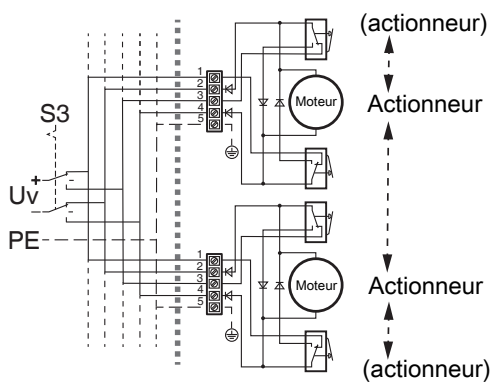 (actionneur)
1
2
3
4
5
Moteur
Actionneur
S3
+
Uv
-
PE
1
2
3
4
5
Moteur
Actionneur
(actionneur)